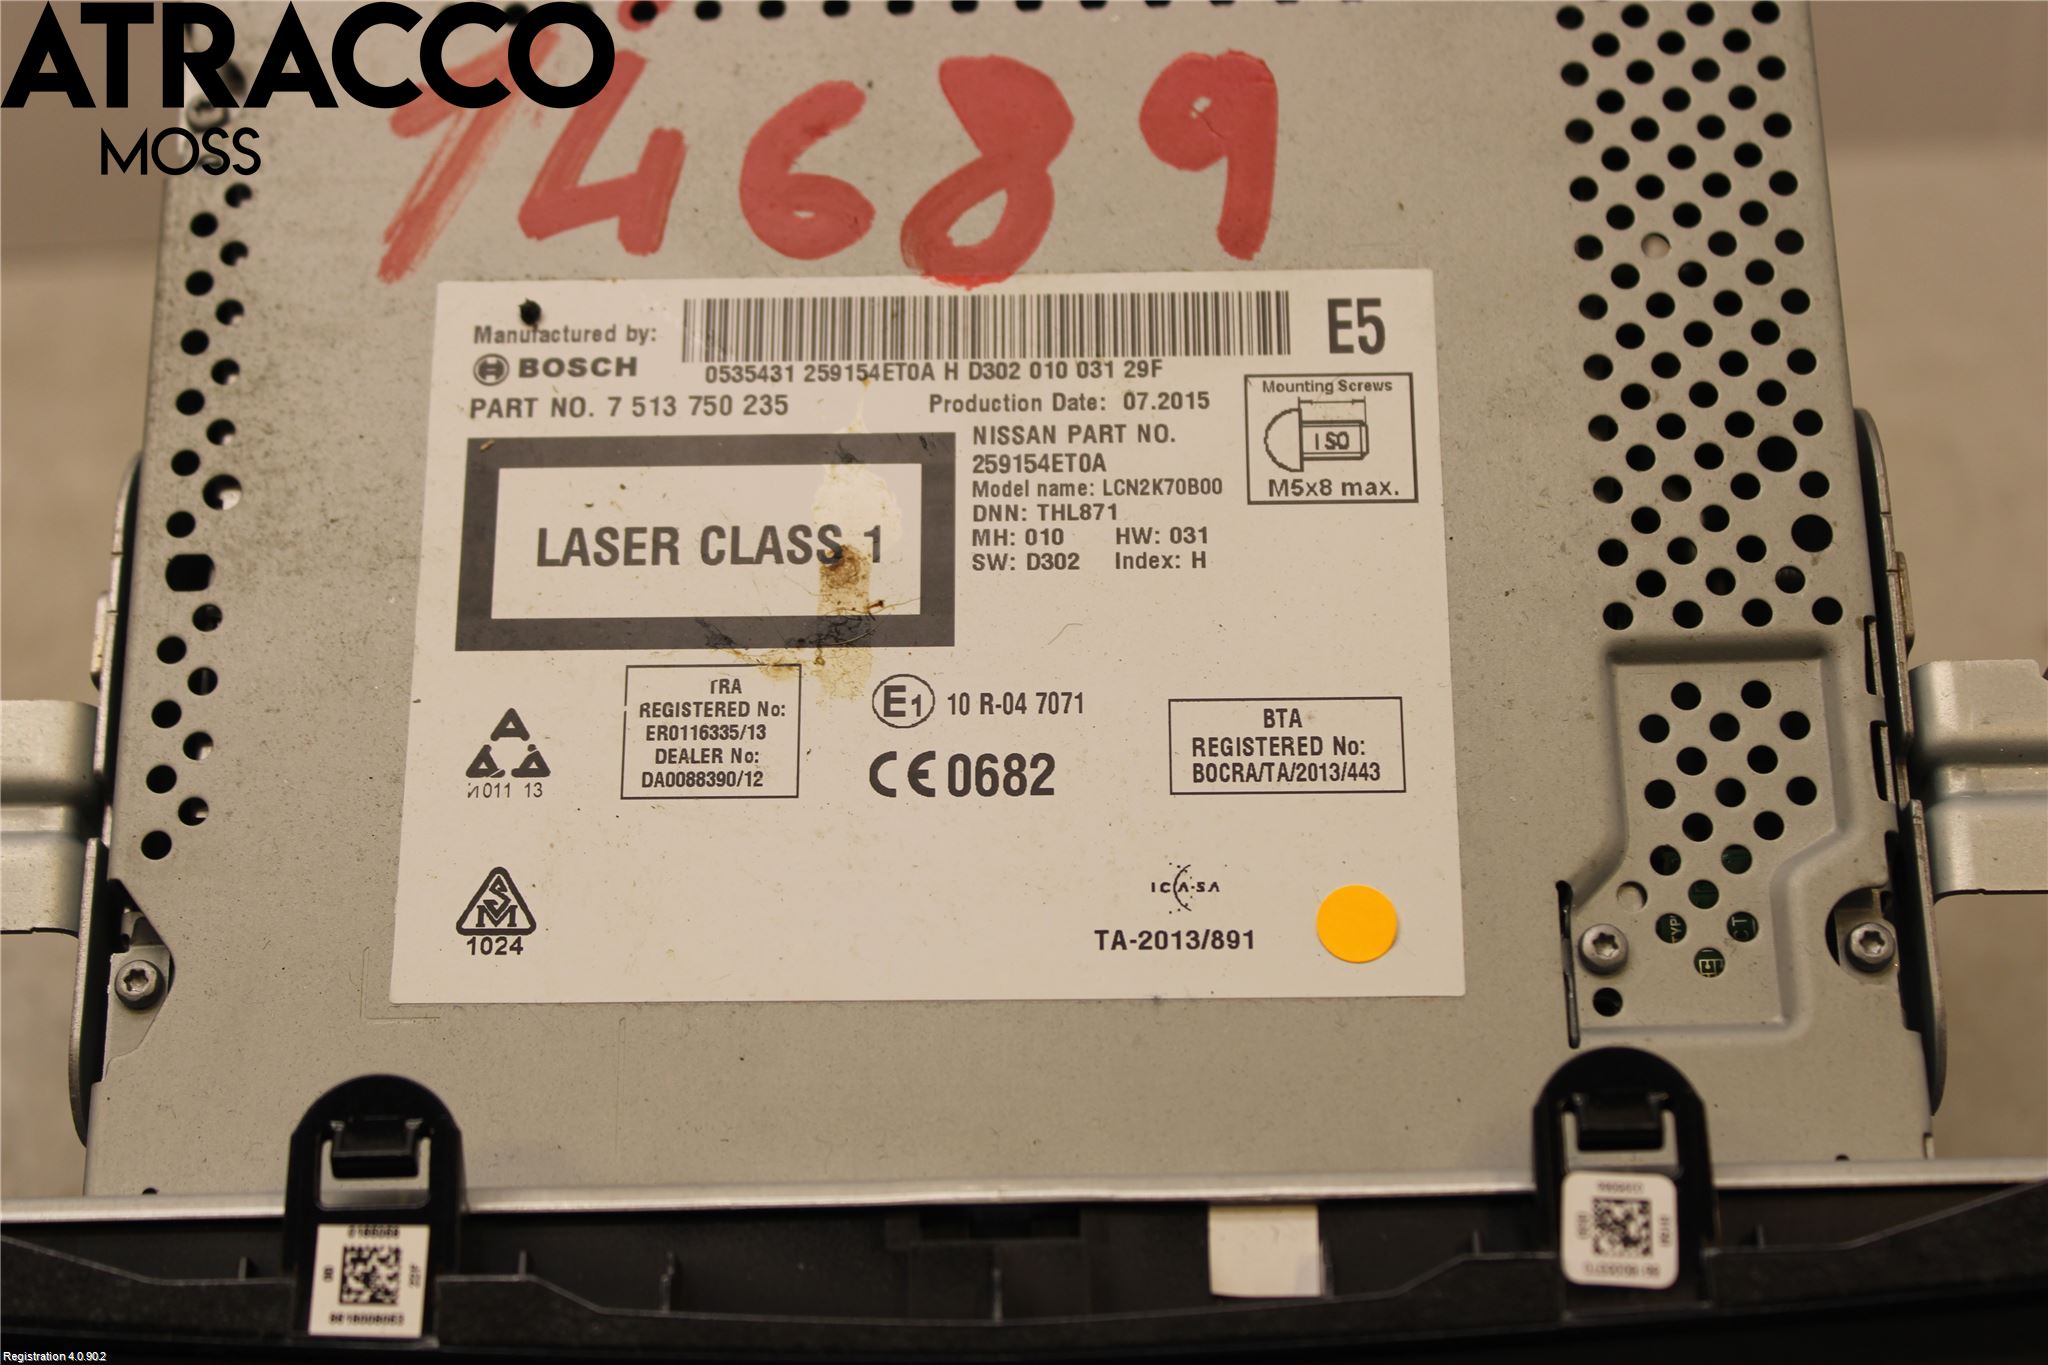 ATRACCO
MOSS
14689
Manufactured by:
BOSCH
0535431 259154ET0A H D302 010 031 29F
E5
PART NO. 7 513 750 235
Production Date: 07.2015
Mounting Screws
ISO
M5x8 max.
NISSAN PART NO.
259154ET0A
Model name: LCN2K70B00
DNN: THL871
MH: 010 HW: 031
SW: D302 Index: H
LASER CLASS 1
TRA
REGISTERED No:
ER0116335/13
DEALER No:
DA0088390/12
E1 10 R-04 7071
CE 0682
BTA
REGISTERED No:
BOCRA/TA/2013/443
011 13
SM
1024
ICASA
TA-2013/891
Registration 4.0.90.2